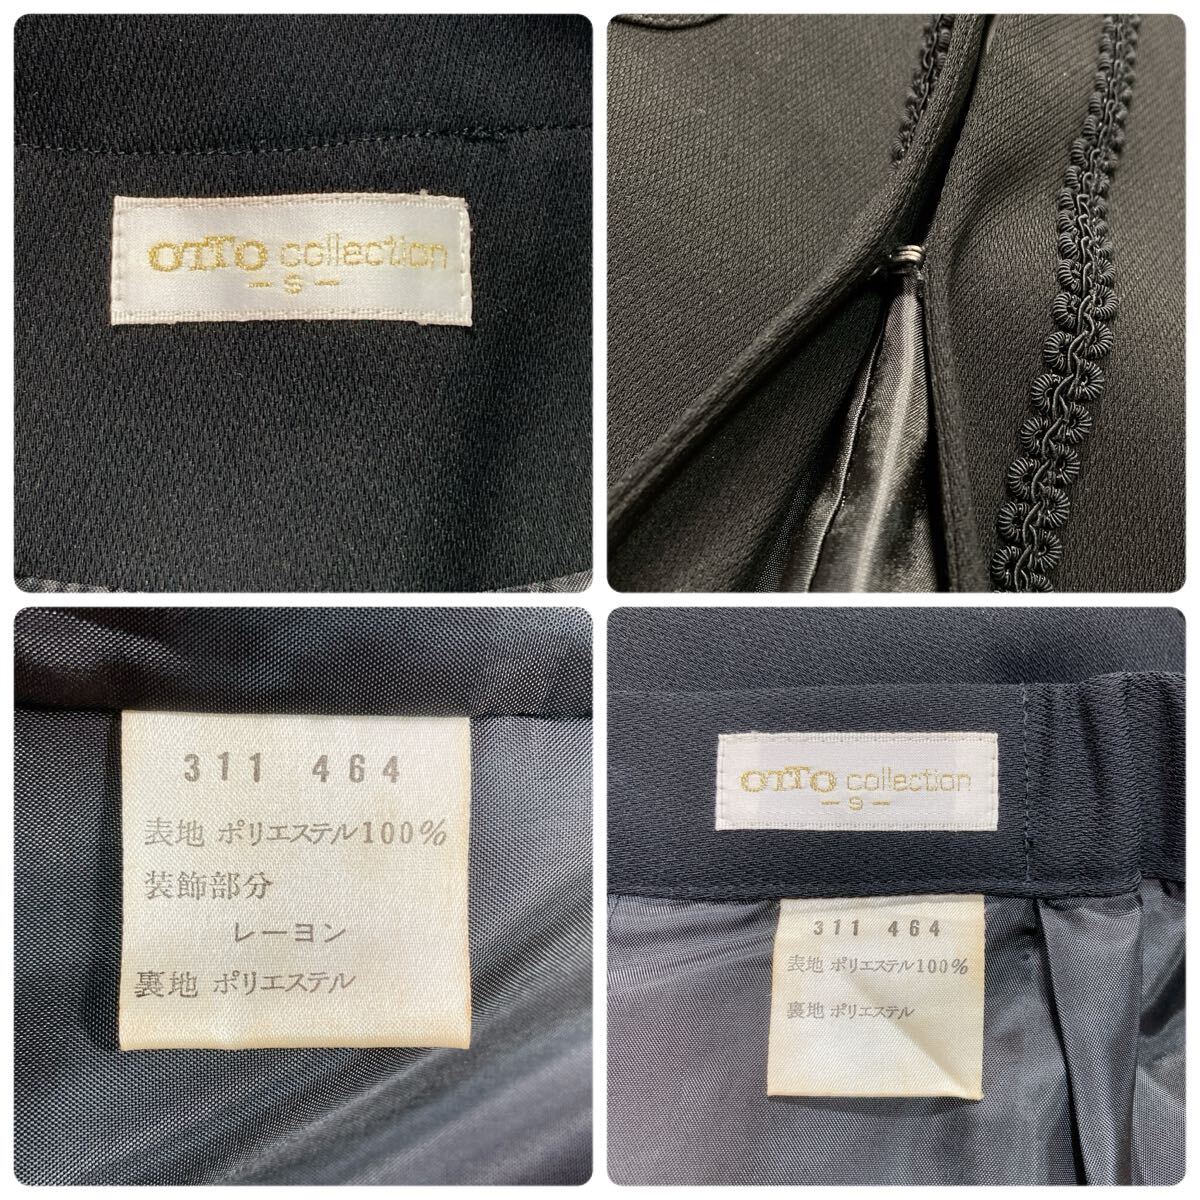 OTTO collection
- S -
311 464
表地 ポリエステル100%
装飾部分
レーヨン
裏地 ポリエステル
OTTO collection
- 9 -
311 464
表地 ポリエステル100%
裏地 ポリエステル